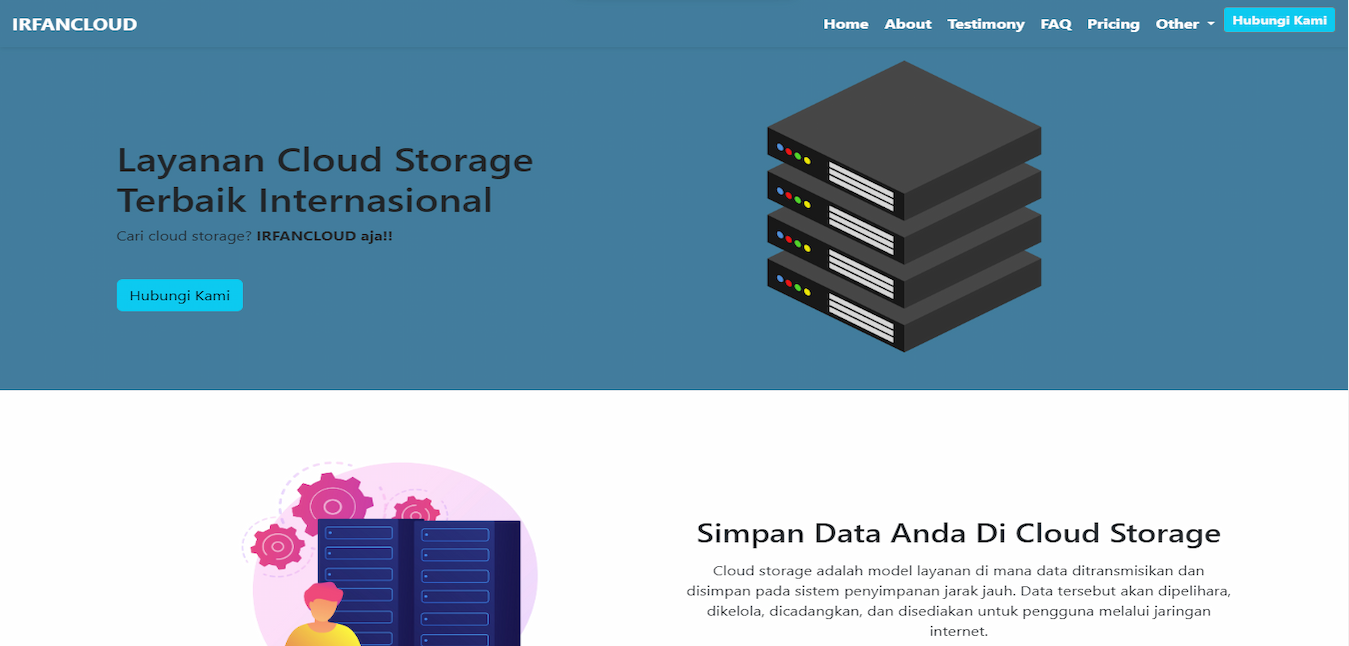 IRFANCLOUD
Home About Testimony FAQ Pricing Other Hubungi Kami
Layanan Cloud Storage
Terbaik Internasional
Cari cloud storage? IRFANCLOUD aja!!
Hubungi Kami
Simpan Data Anda Di Cloud Storage
Cloud storage adalah model layanan di mana data ditransmisikan dan
disimpan pada sistem penyimpanan jarak jauh. Data tersebut akan dipelihara,
dikelola, dicadangkan, dan disediakan untuk pengguna melalui jaringan
internet.